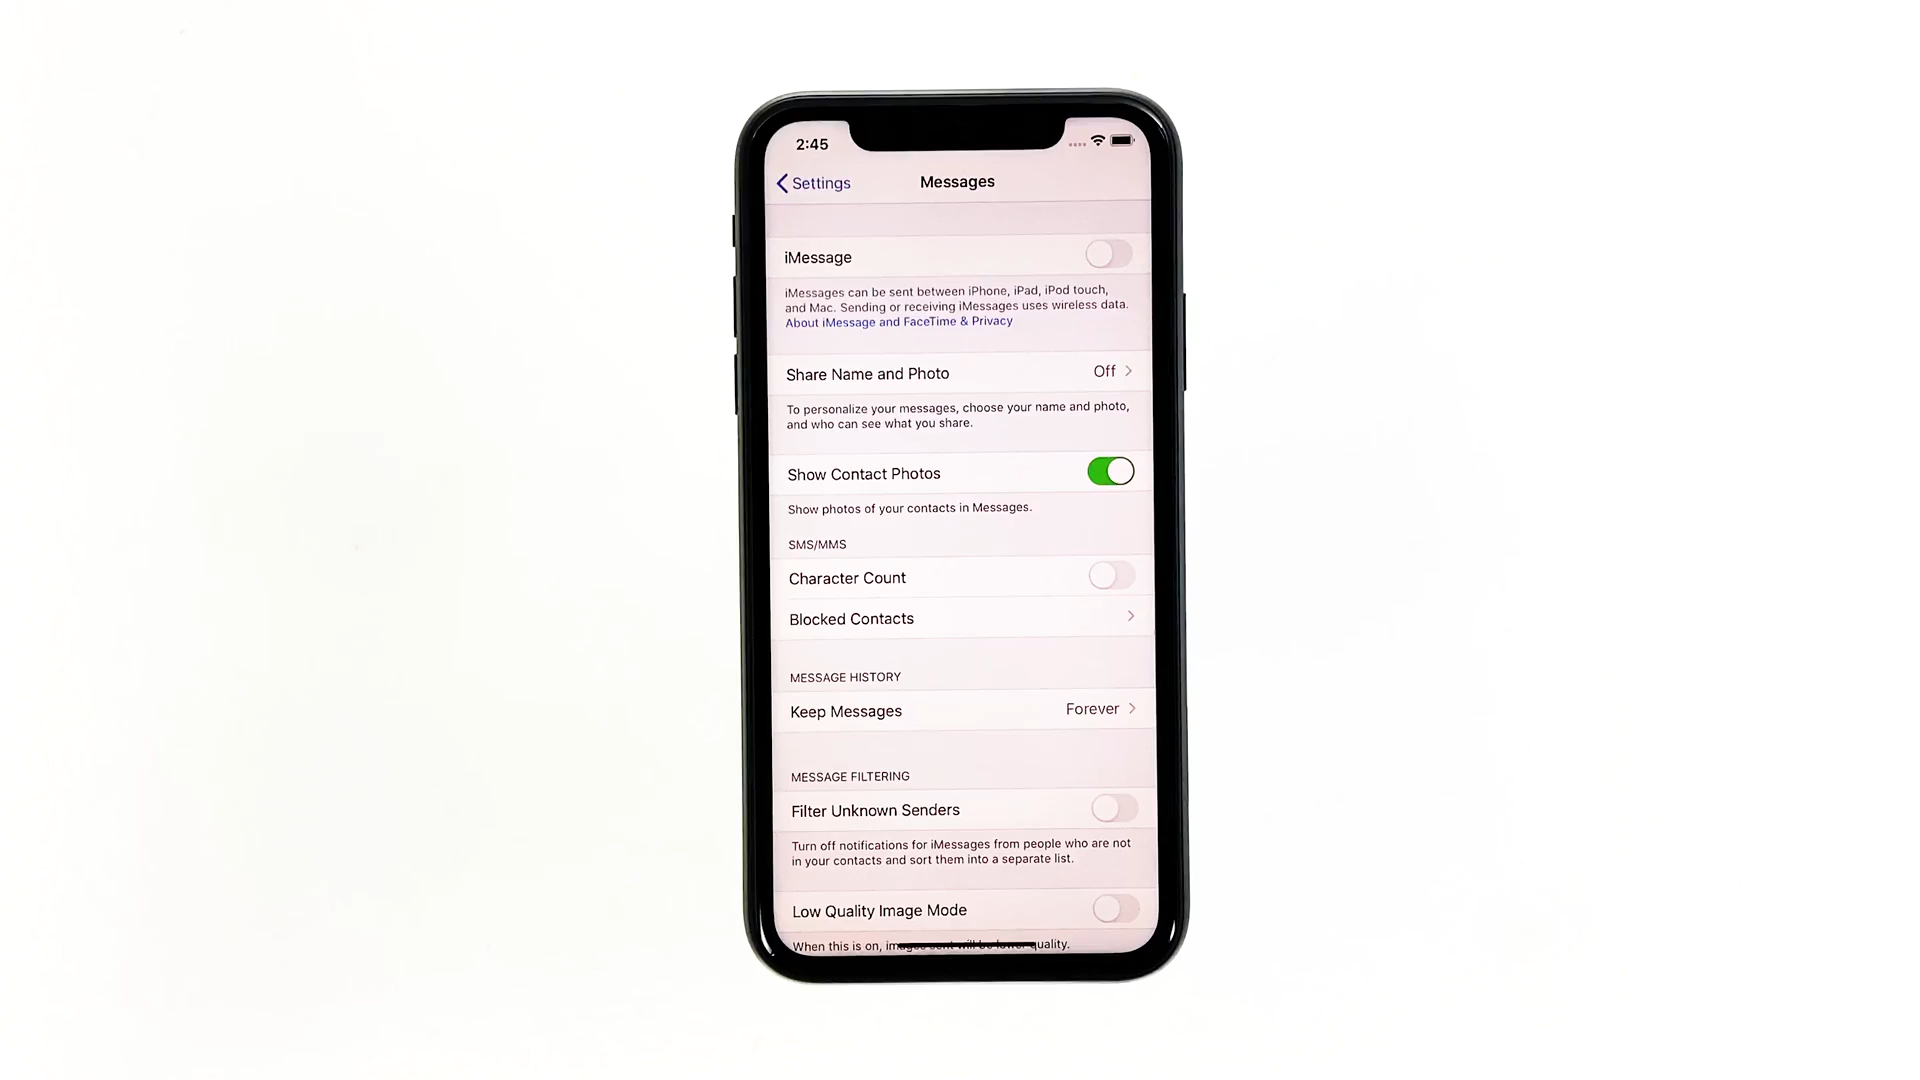 2:45
Settings
Messages
iMessage
iMessages can be sent between iPhone, iPad, iPod touch,
and Mac. Sending or receiving iMessages uses wireless data.
About iMessage and FaceTime & Privacy
Share Name and Photo
Off
To personalize your messages, choose your name and photo,
and who can see what you share.
Show Contact Photos
Show photos of your contacts in Messages.
SMS/MMS
Character Count
Blocked Contacts
MESSAGE HISTORY
Keep Messages
Forever
MESSAGE FILTERING
Filter Unknown Senders
Turn off notifications for iMessages from people who are not
in your contacts and sort them into a separate list.
Low Quality Image Mode
When this is on, images sent will be lower quality.